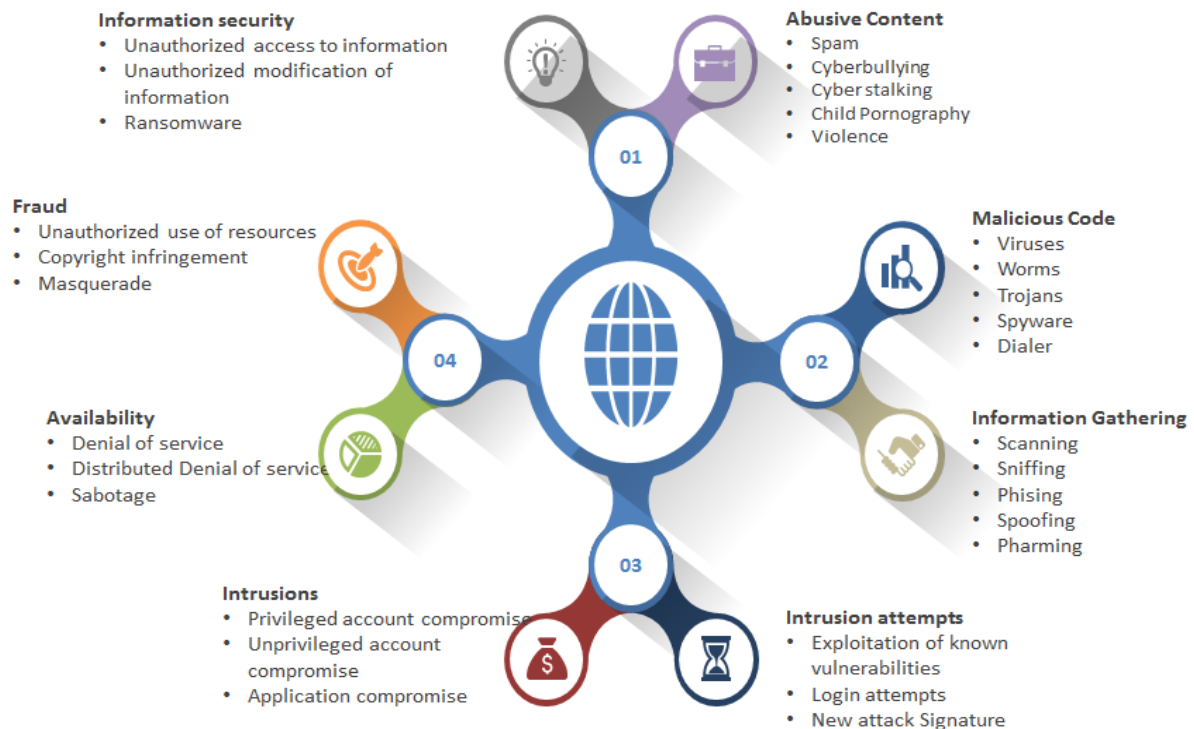 Information security
• Unauthorized access to information
• Unauthorized modification of
information
• Ransomware
Abusive Content
• Spam
• Cyberbullying
• Cyber stalking
• Child Pornography
• Violence
01
Fraud
• Unauthorized use of resources
• Copyright infringement
• Masquerade
Malicious Code
• Viruses
• Worms
• Trojans
• Spyware
• Dialer
04
02
Availability
• Denial of service
• Distributed Denial of service
• Sabotage
Information Gathering
• Scanning
• Sniffing
• Phising
• Spoofing
• Pharming
03
Intrusions
• Privileged account compromise
• Unprivileged account
compromise
• Application compromise
$
Intrusion attempts
• Exploitation of known
vulnerabilities
• Login attempts
• New attack Signature